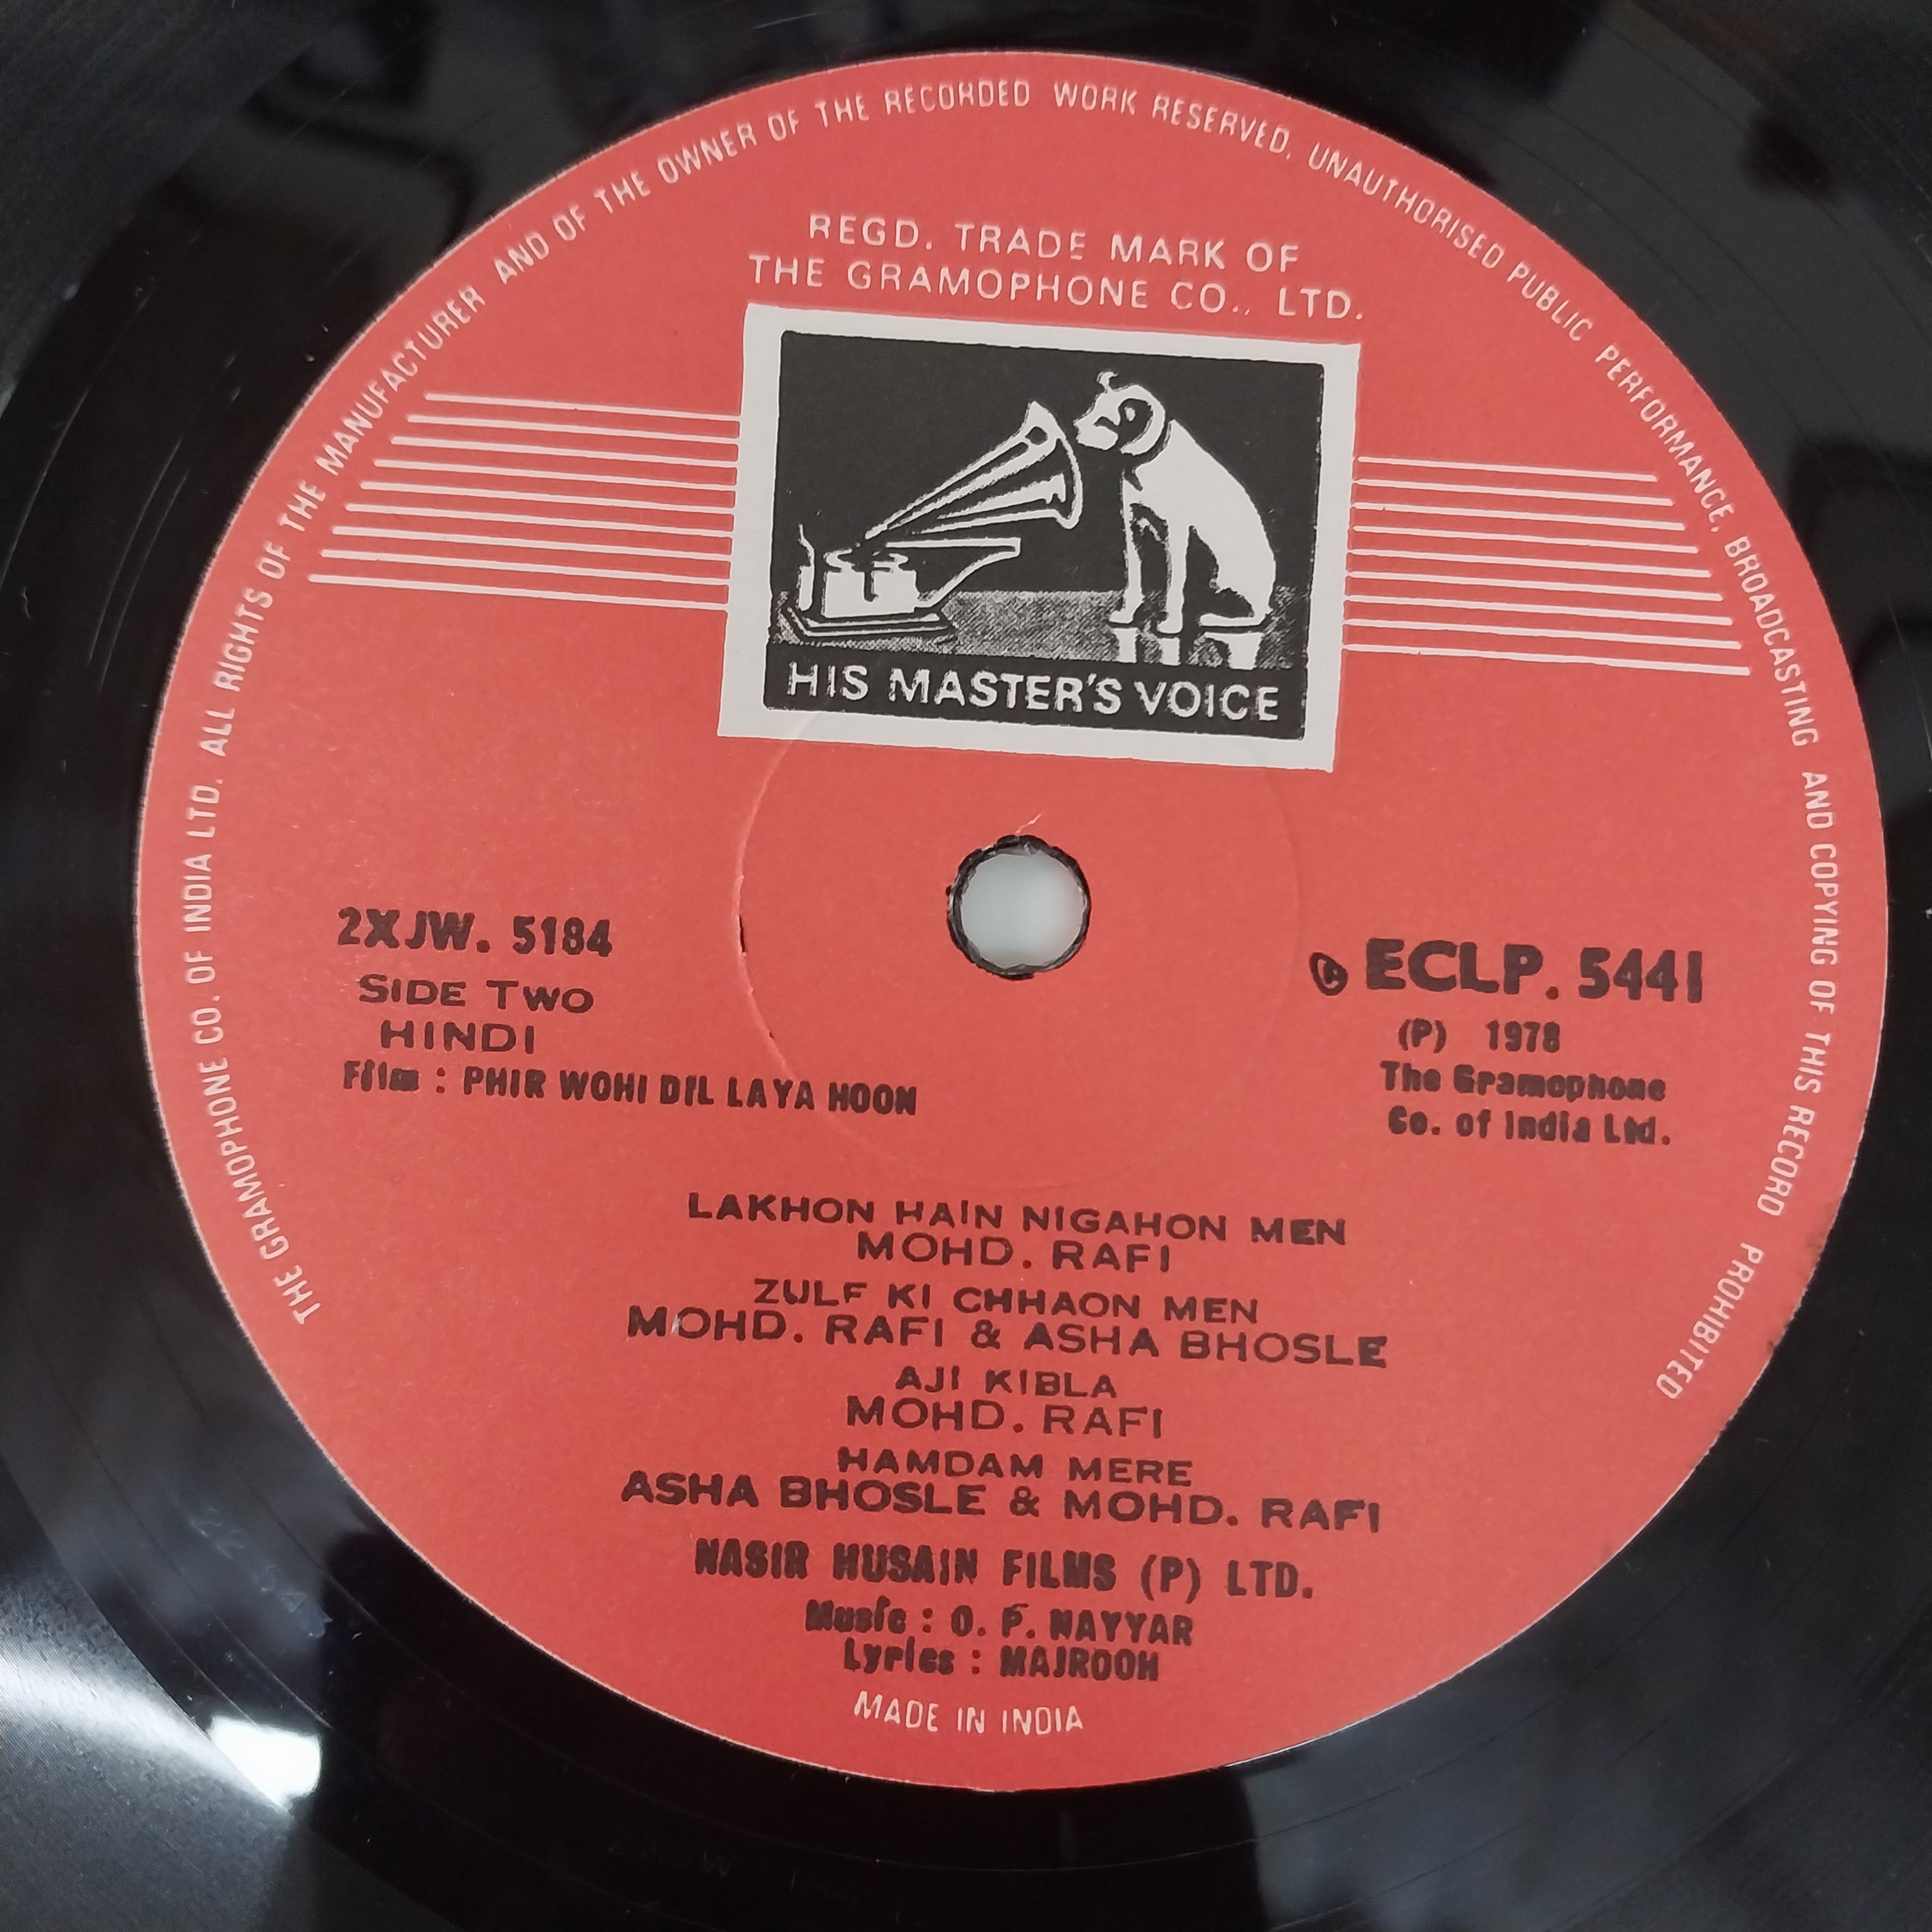 THE GRAMOPHONE CO. OF INDIA LTD. ALL RIGHTS OF THE MANUFACTURER AND OF THE OWNER OF THE RECORDED WORK RESERVED. UNAUTHORISED PUBLIC PERFORMANCE, BROADCASTING AND COPYING OF THIS RECORD PROHIBITED
REGD. TRADE MARK OF
THE GRAMOPHONE CO., LTD.
HIS MASTER'S VOICE
2XJW. 5184
SIDE TWO
HINDI
Film : PHIR WOHI DIL LAYA HOON
ECLP. 5441
(P) 1978
The Gramophone
Co. of India Ltd.
LAKHON HAIN NIGAHON MEN
MOHD. RAFI
ZULF KI CHHAON MEN
MOHD. RAFI & ASHA BHOSLE
AJI KIBLA
MOHD. RAFI
HAMDAM MERE
ASHA BHOSLE & MOHD. RAFI
NASIR HUSAIN FILMS (P) LTD.
Music : O. P. NAYYAR
Lyrics : MAJROOH
MADE IN INDIA